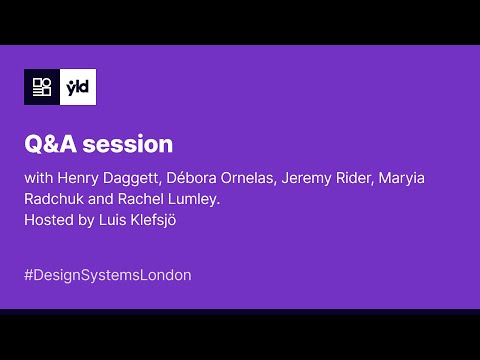 yld
Q&A session
with Henry Daggett, Débora Ornelas, Jeremy Rider, Maryia
Radchuk and Rachel Lumley.
Hosted by Luis Klefsjö
#DesignSystemsLondon